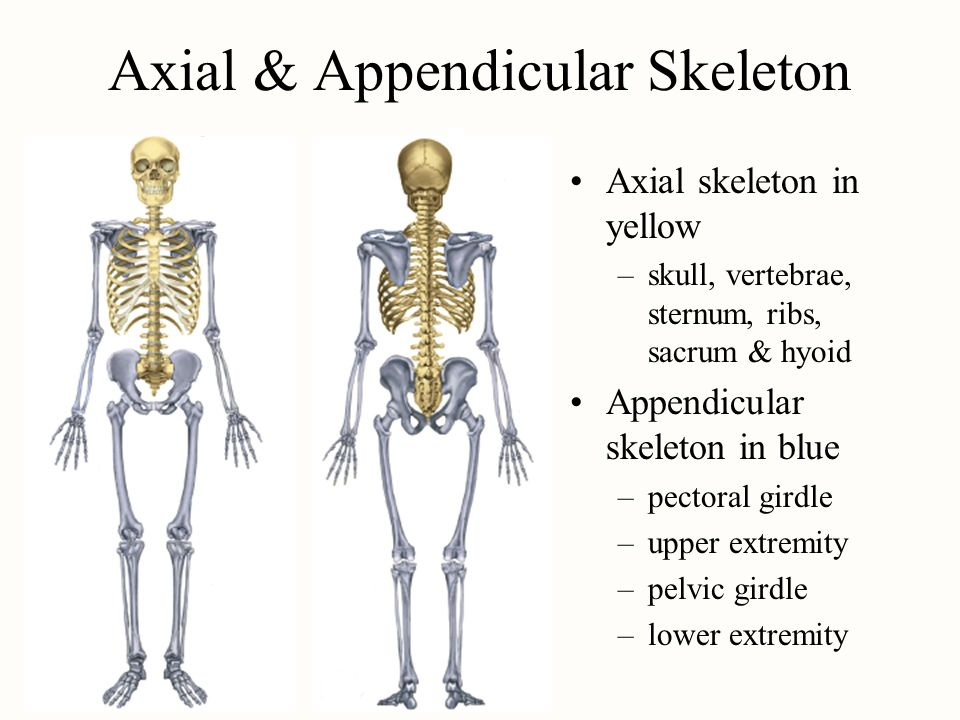 Axial & Appendicular Skeleton
• Axial skeleton in
yellow
– skull, vertebrae,
sternum, ribs,
sacrum & hyoid
• Appendicular
skeleton in blue
– pectoral girdle
– upper extremity
– pelvic girdle
– lower extremity